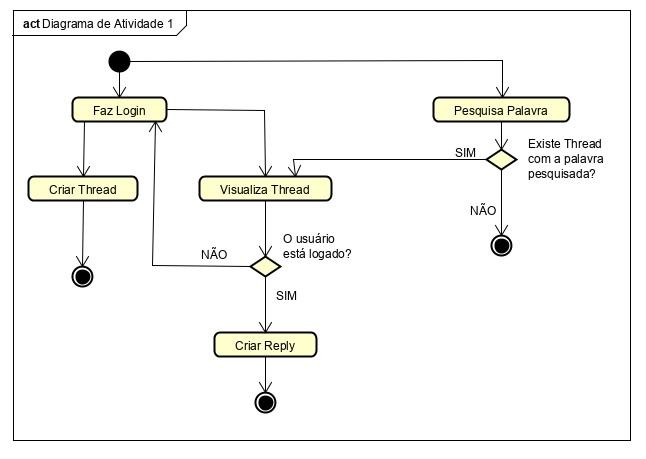 act Diagrama de Atividade 1
Faz Login
Pesquisa Palavra
Existe Thread
com a palavra
pesquisada?
SIM
Criar Thread
Visualiza Thread
NÃO
O usuário
está logado?
NÃO
SIM
Criar Reply